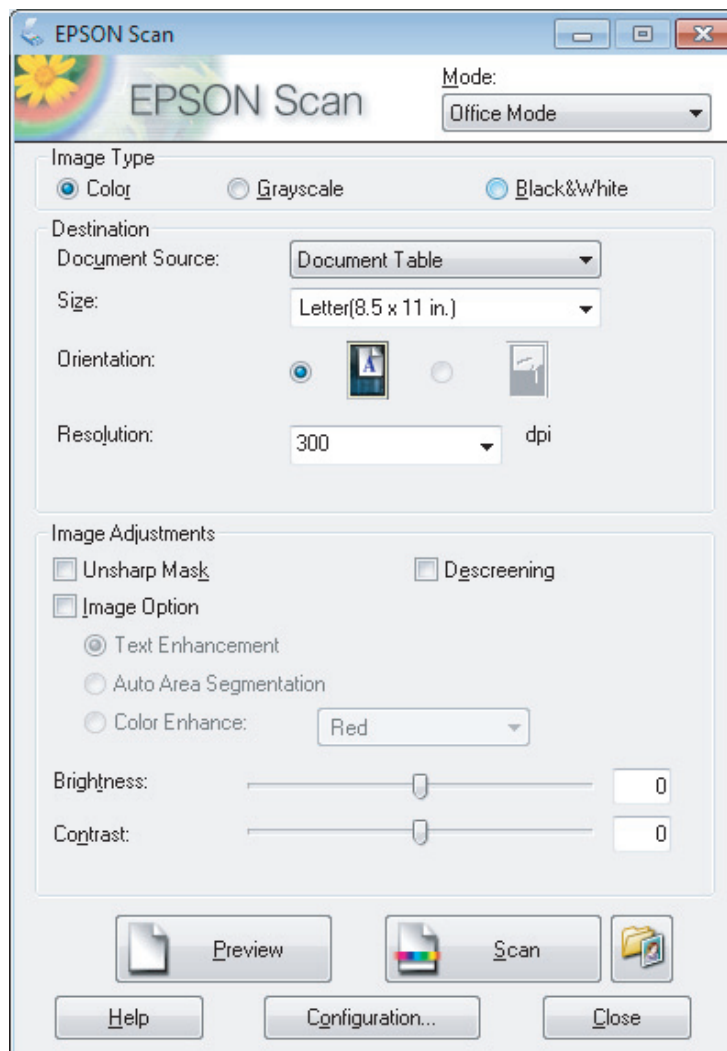 EPSON Scan
EPSON Scan
Mode:
Office Mode
Image Type
Color Grayscale Black&White
Destination
Document Source: Document Table
Size: Letter(8.5 x 11 in.)
Orientation: A
Resolution: 300 dpi
Image Adjustments
Unsharp Mask Descreening
Image Option
Text Enhancement
Auto Area Segmentation
Color Enhance: Red
Brightness: 0
Contrast: 0
Preview Scan
Help Configuration... Close